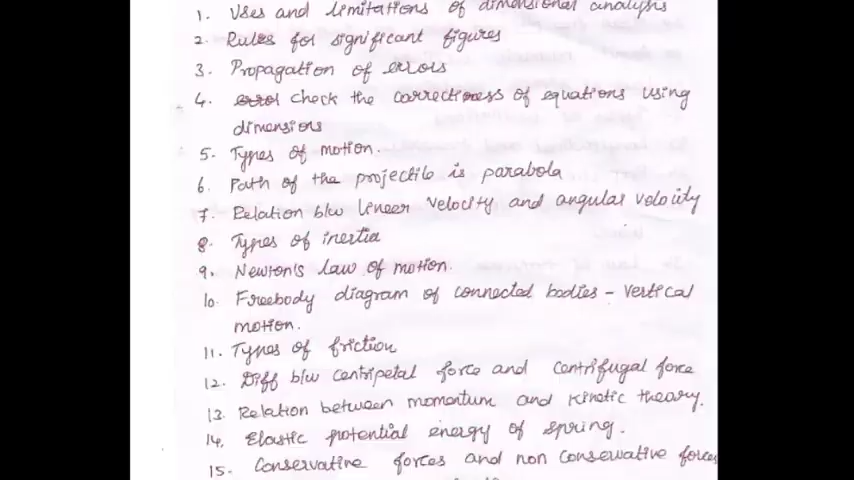 1. Uses and limitations of dimensional analysis
2. Rules for significant figures
3. Propagation of errors
4. error check the correctness of equations using
dimensions
5. Types of motion.
6. Path of the projectile is parabola
7. Relation b/w linear velocity and angular velocity
8. Types of inertia
9. Newton's law of motion.
10. Freebody diagram of connected bodies - vertical
motion.
11. Types of friction
12. Diff b/w centripetal force and centrifugal force
13. Relation between momentum and kinetic theory.
14. Elastic potential energy of spring.
15. Conservative forces and non conservative forces